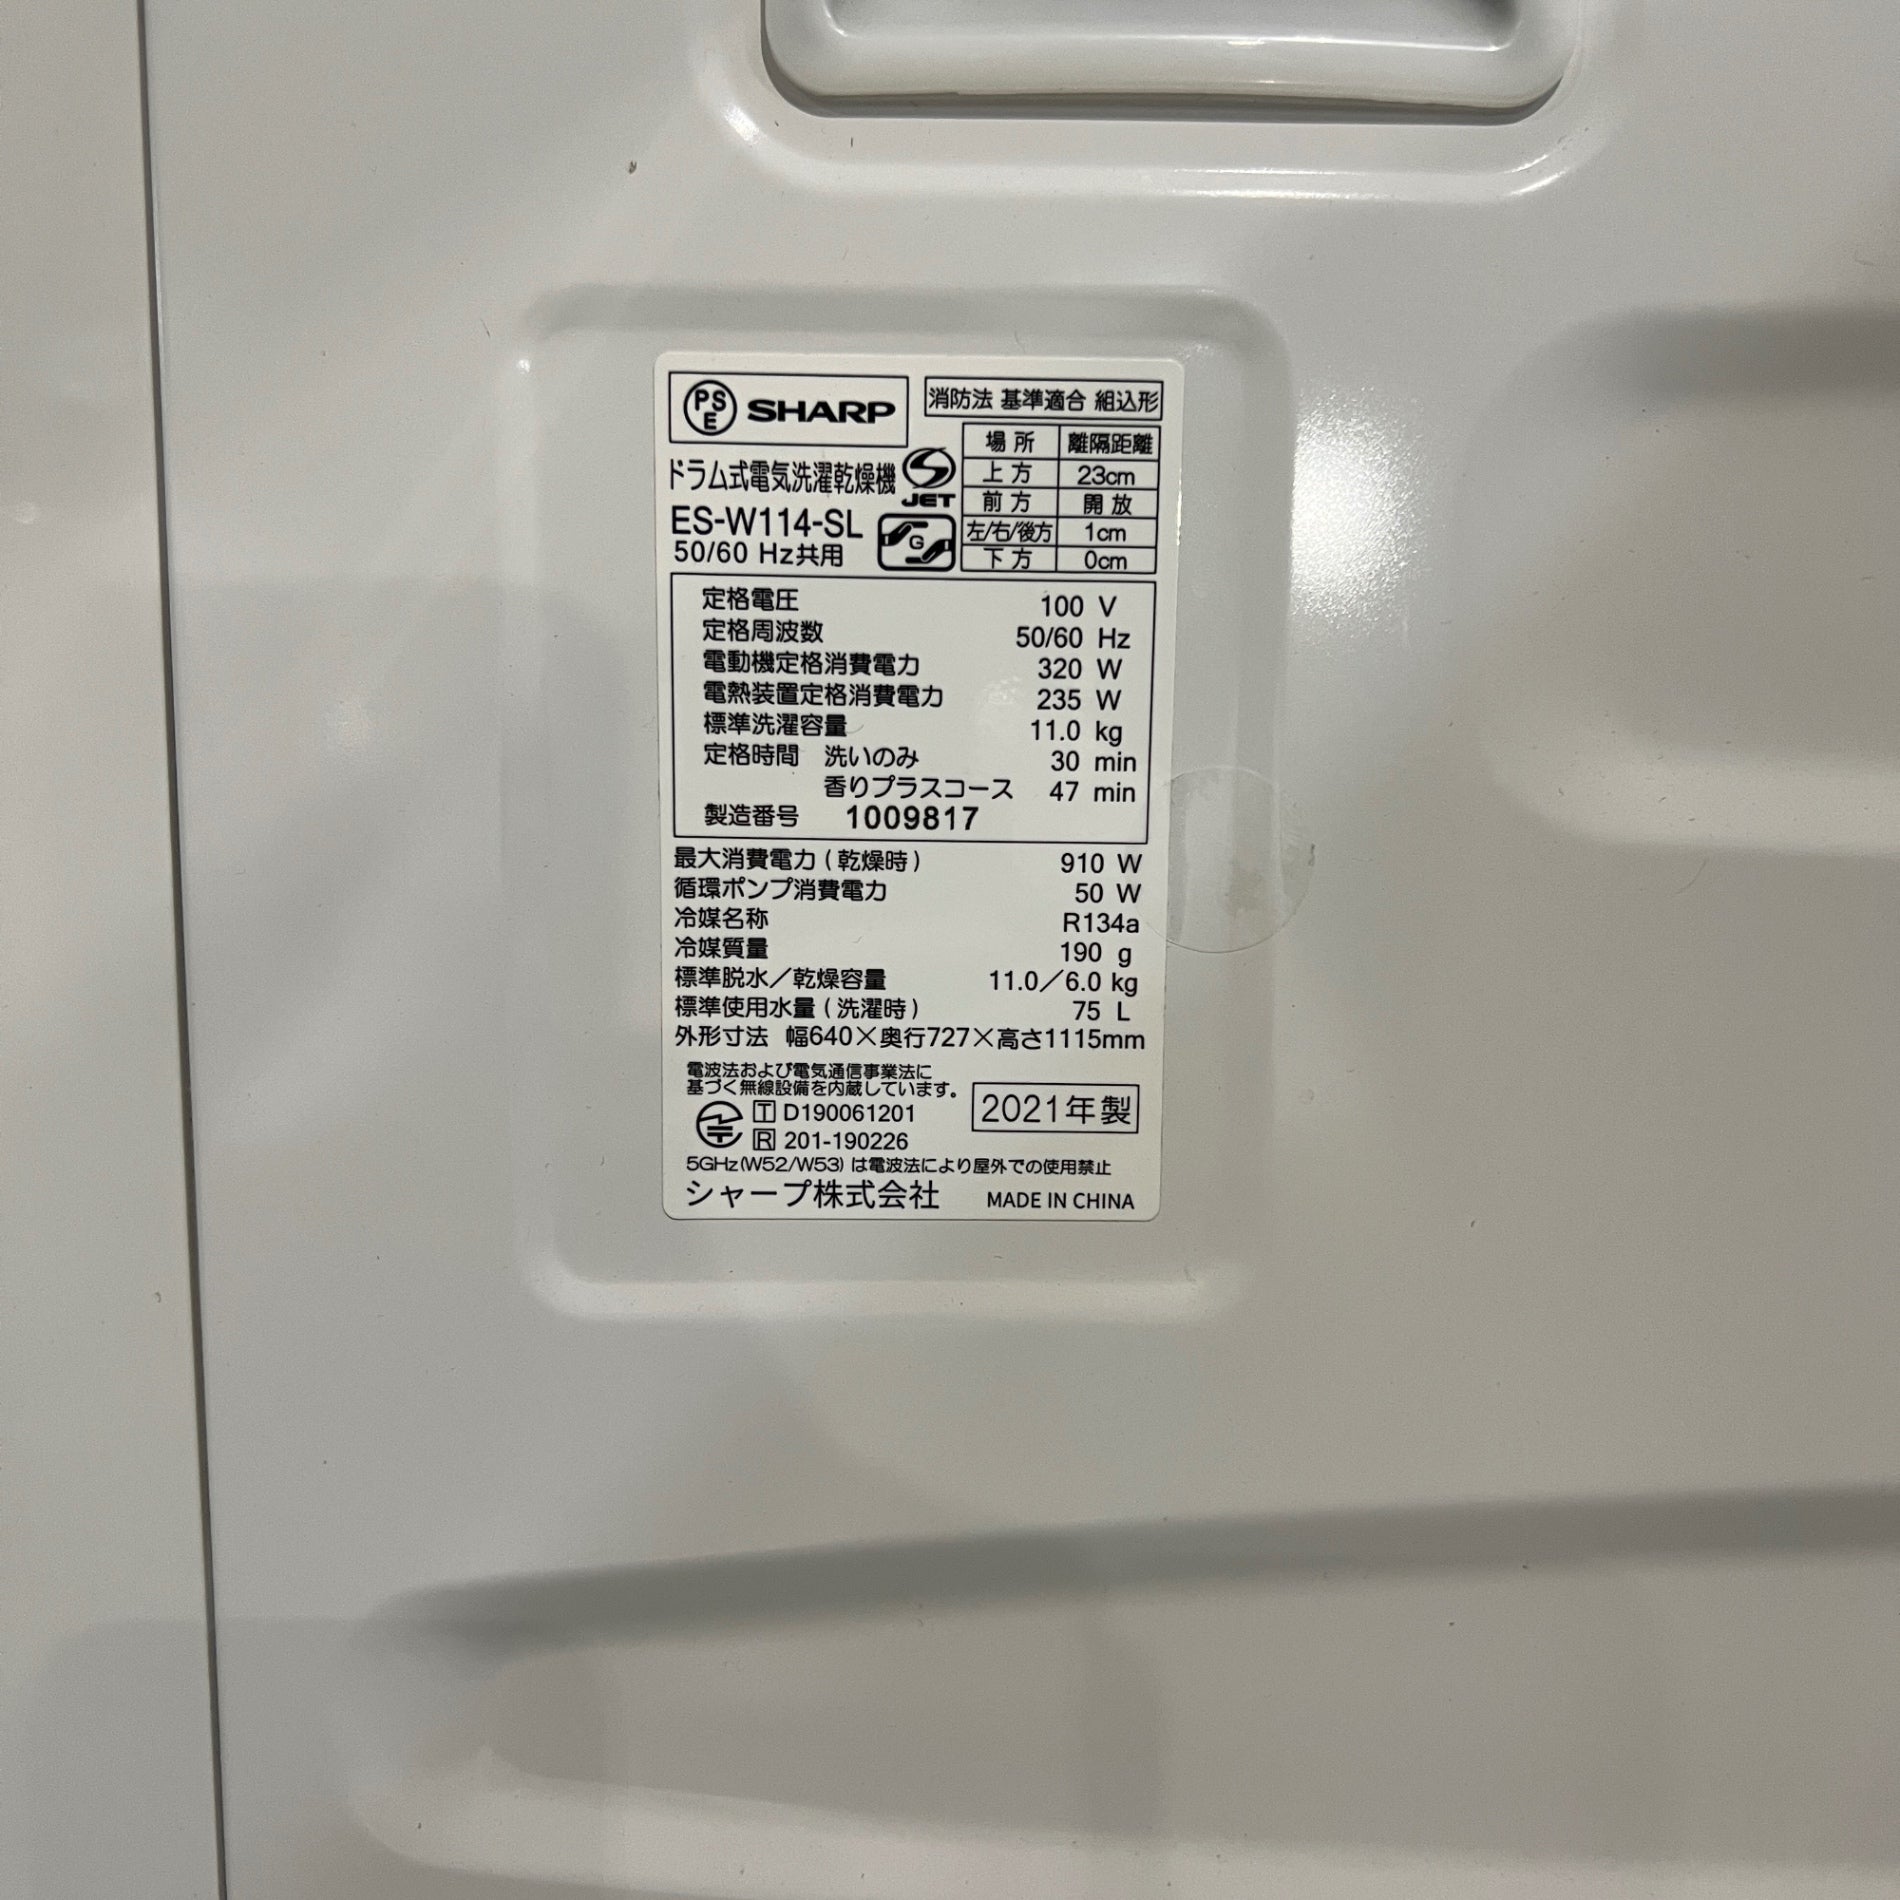 PSE SHARP
消防法 基準適合 組込形
ドラム式電気洗濯乾燥機
S JET
ES-W114-SL
50/60 Hz共用
G
場所 離隔距離
上方 23cm
前方 開放
左/右/後方 1cm
下方 0cm
定格電圧 100 V
定格周波数 50/60 Hz
電動機定格消費電力 320 W
電熱装置定格消費電力 235 W
標準洗濯容量 11.0 kg
定格時間 洗いのみ 30 min
香りプラスコース 47 min
製造番号 1009817
最大消費電力(乾燥時) 910 W
循環ポンプ消費電力 50 W
冷媒名称 R134a
冷媒質量 190 g
標準脱水／乾燥容量 11.0／6.0 kg
標準使用水量(洗濯時) 75 L
外形寸法 幅640×奥行727×高さ1115mm
電波法および電気通信事業法に
基づく無線設備を内蔵しています。
T D190061201
R 201-190226
2021年製
5GHz(W52/W53)は電波法により屋外での使用禁止
シャープ株式会社 MADE IN CHINA